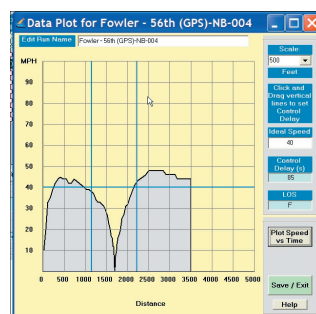 Data Plot for Fowler - 56th (GPS)-NB-004
Edit Run Name
Fowler - 56th (GPS)-NB-004
MPH
90
80
70
60
50
40
30
20
10
0 500 1000 1500 2000 2500 3000 3500 4000 4500 5000
Distance
Scale
500
Feet
Click and
Drag vertical
lines to set
Control
Delay
Ideal Speed
40
Control
Delay (s)
85
LOS
F
Plot Speed
vs Time
Save / Exit
Help